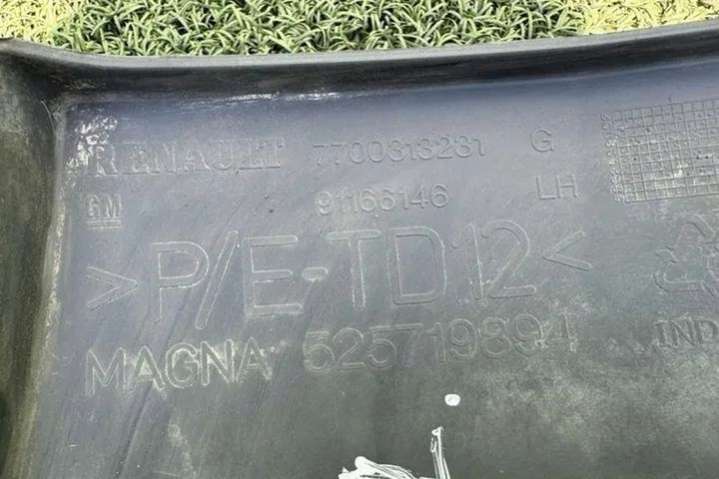 RENAULT 7700313231 G
GM 91166146 LH
>P/E-TD12<
MAGNA 525719894
IND